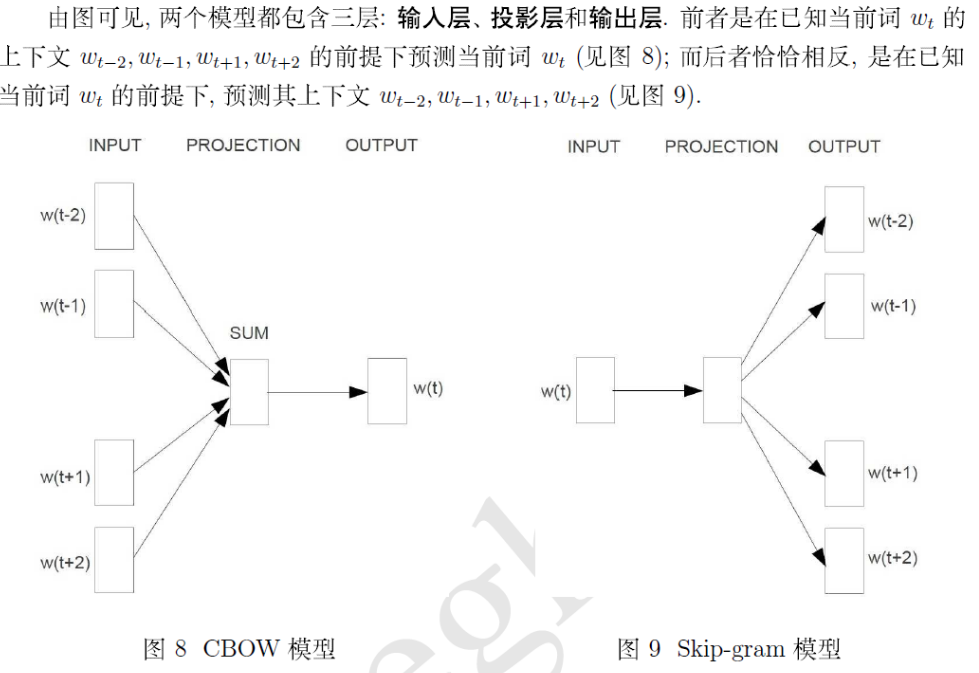 由图可见, 两个模型都包含三层: 输入层、投影层和输出层. 前者是在已知当前词 w_t 的
上下文 w_{t−2}, w_{t−1}, w_{t+1}, w_{t+2} 的前提下预测当前词 w_t (见图 8); 而后者恰恰相反, 是在已知
当前词 w_t 的前提下, 预测其上下文 w_{t−2}, w_{t−1}, w_{t+1}, w_{t+2} (见图 9).
INPUT PROJECTION OUTPUT
w(t-2)
w(t-1)
SUM
w(t)
w(t+1)
w(t+2)
图 8 CBOW 模型
INPUT PROJECTION OUTPUT
w(t-2)
w(t-1)
w(t)
w(t+1)
w(t+2)
图 9 Skip-gram 模型